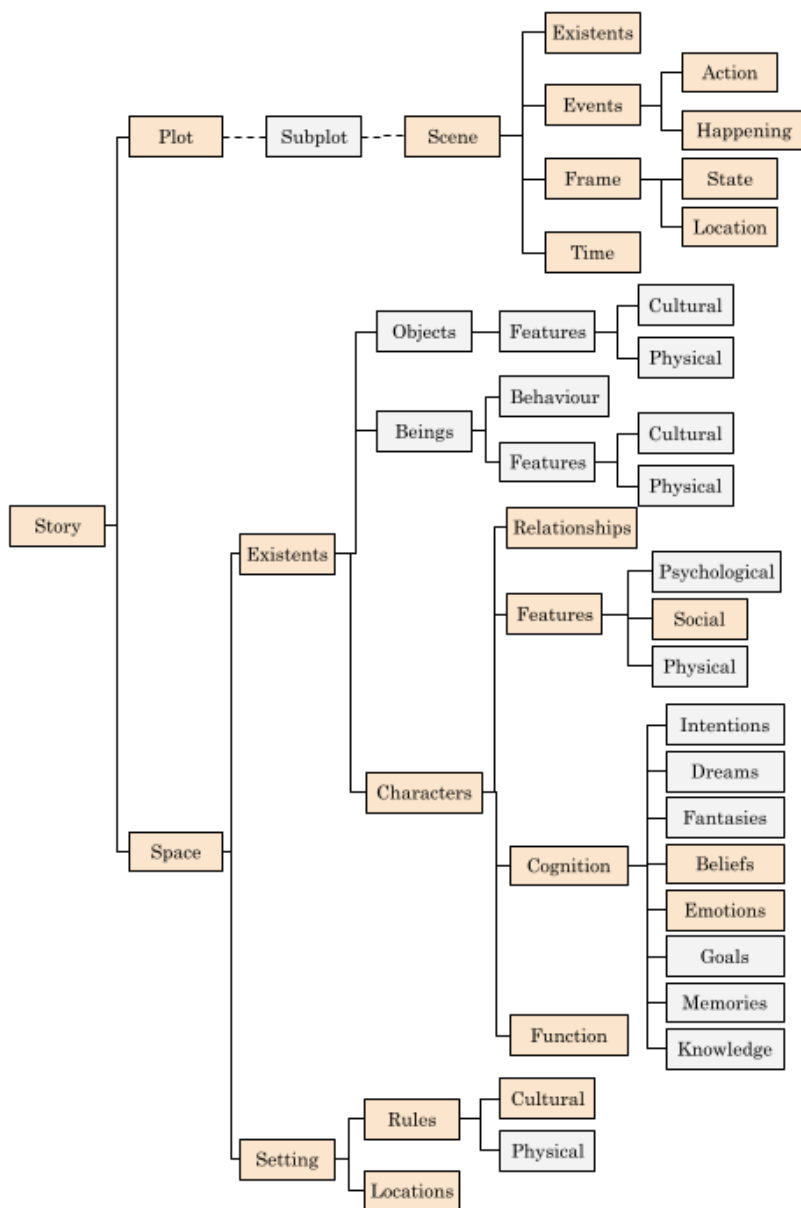 Existents
Action
Events
Happening
Plot
Subplot
Scene
Frame
State
Location
Time
Cultural
Objects
Features
Physical
Behaviour
Beings
Cultural
Features
Physical
Story
Relationships
Existents
Psychological
Features
Social
Physical
Intentions
Dreams
Characters
Fantasies
Space
Cognition
Beliefs
Emotions
Goals
Memories
Function
Knowledge
Cultural
Rules
Physical
Setting
Locations